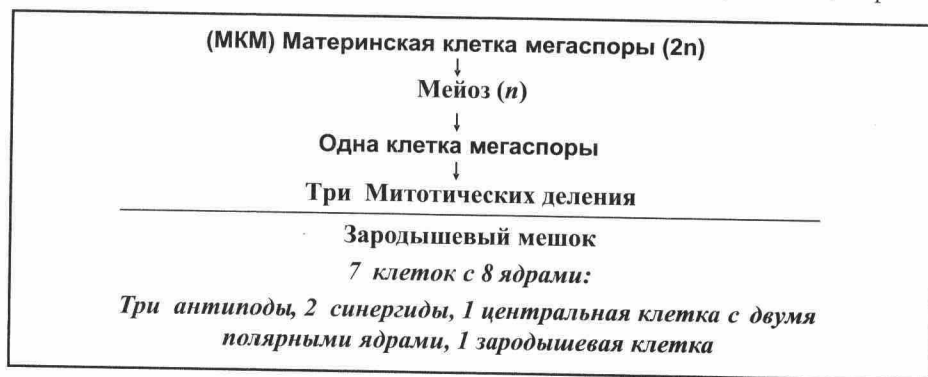 (МКМ) Материнская клетка мегаспоры (2n)
↓
Мейоз (n)
↓
Одна клетка мегаспоры
↓
Три Митотических деления
Зародышевый мешок
7 клеток с 8 ядрами:
Три антиподы, 2 синергиды, 1 центральная клетка с двумя
полярными ядрами, 1 зародышевая клетка